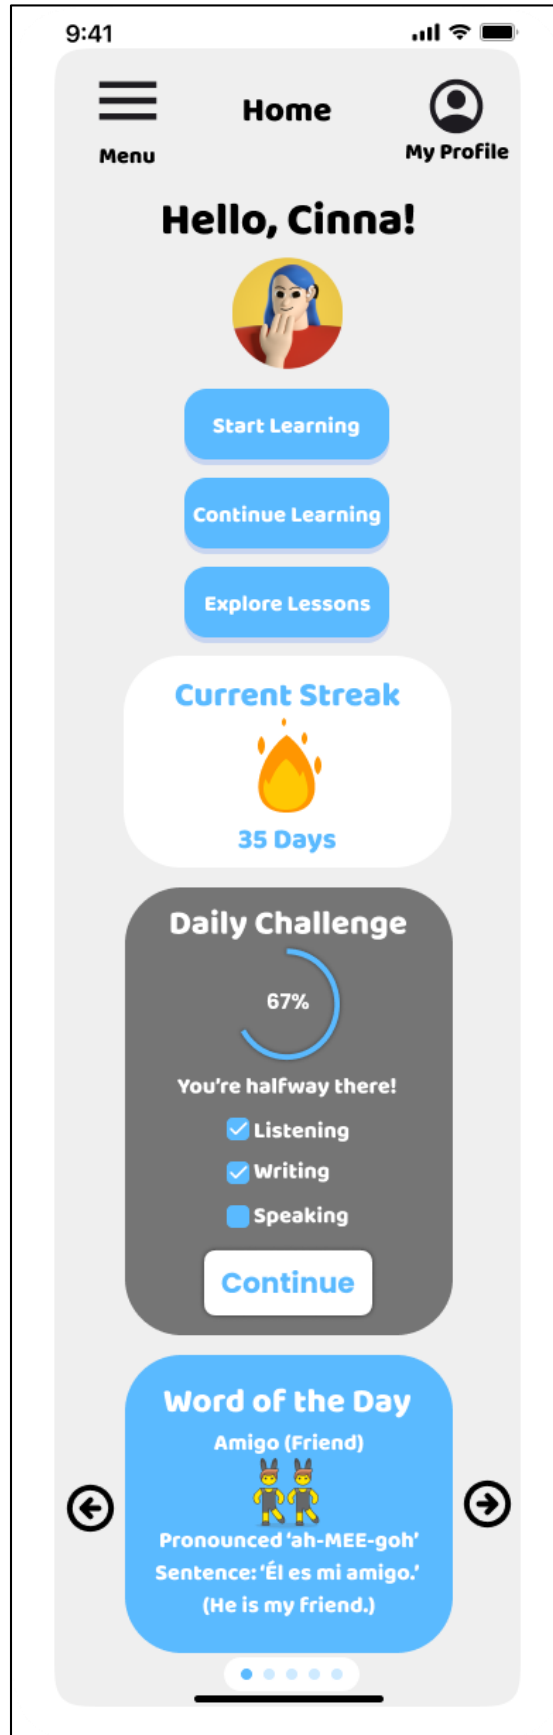 9:41
Home
Menu
My Profile
Hello, Cinna!
Start Learning
Continue Learning
Explore Lessons
Current Streak
35 Days
Daily Challenge
67%
You're halfway there!
Listening
Writing
Speaking
Continue
Word of the Day
Amigo (Friend)
Pronounced ‘ah-MEE-goh’
Sentence: ‘Él es mi amigo.’
(He is my friend.)